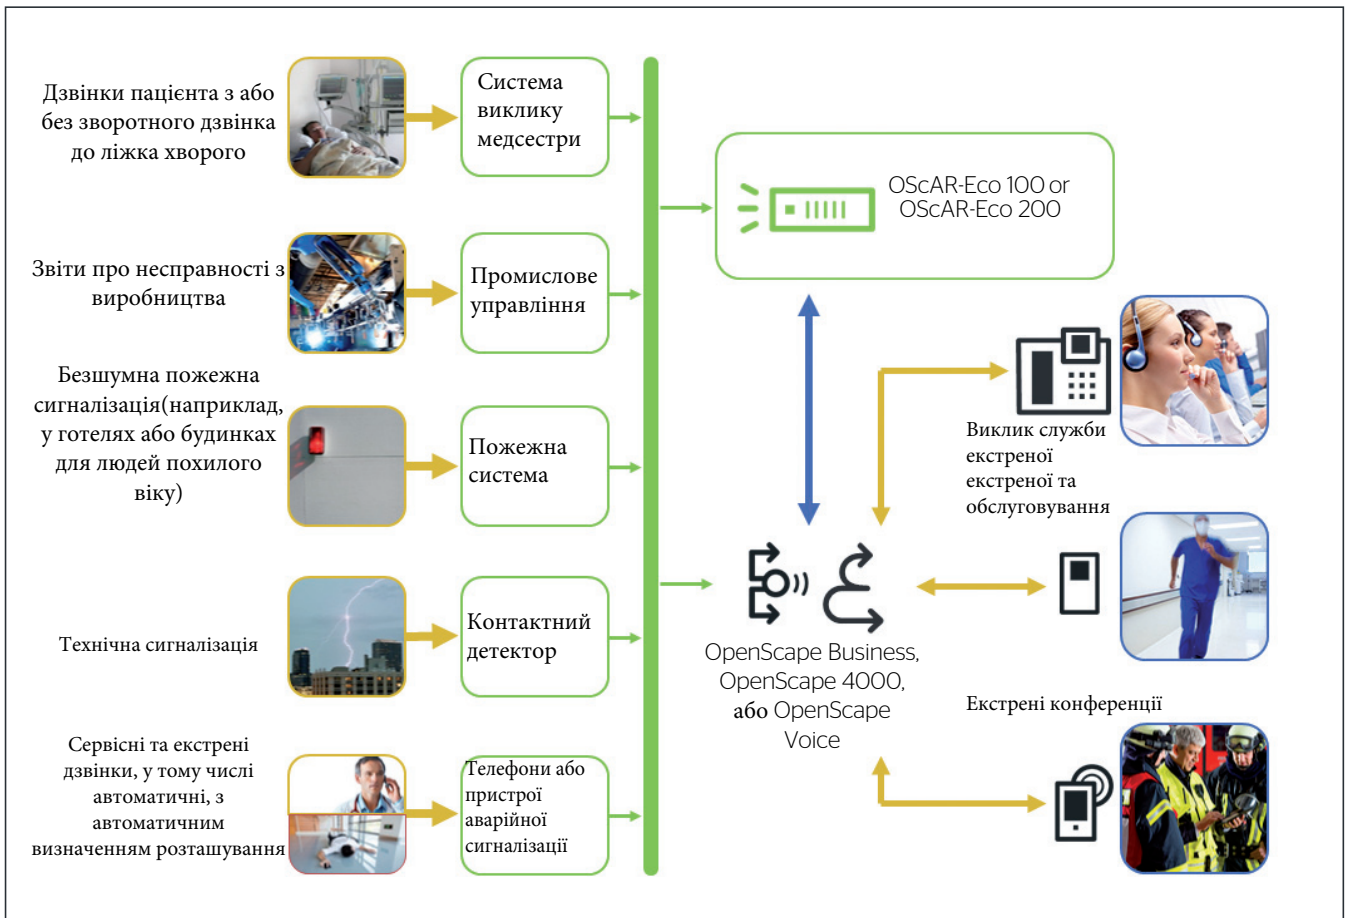 Дзвінки пацієнта з або
без зворотного дзвінка
до ліжка хворого
Система
виклику
медсестри
OScAR-Eco 100 or
OScAR-Eco 200
Звіти про несправності з
виробництва
Промислове
управління
Безшумна пожежна
сигналізація(наприклад,
у готелях або будинках
для людей похилого
віку)
Пожежна
система
Виклик служби
екстреної
екстреної та
обслуговування
Технічна сигналізація
Контактний
детектор
OpenScape Business,
OpenScape 4000,
або OpenScape
Voice
Екстрені конференції
Сервісні та екстрені
дзвінки, у тому числі
автоматичні, з
автоматичним
визначенням розташування
Телефони або
пристрої
аварійної
сигналізації